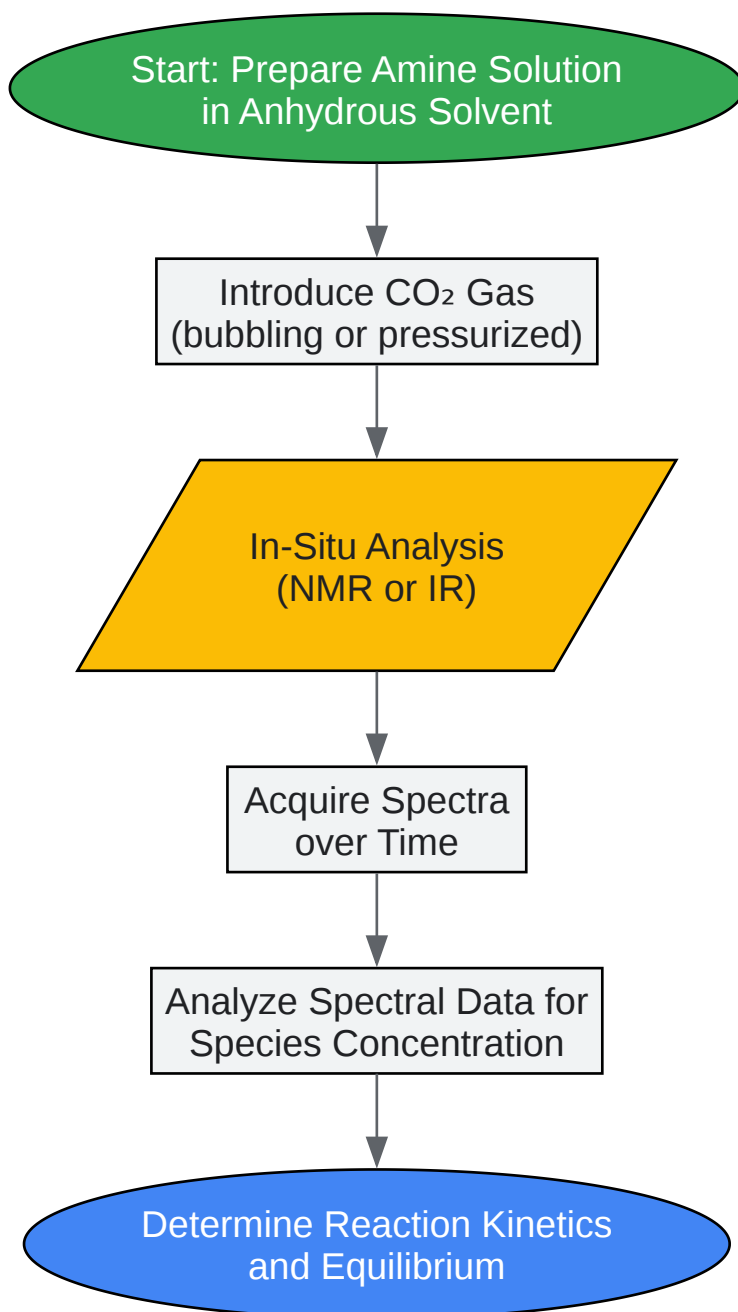 Start: Prepare Amine Solution
in Anhydrous Solvent
Introduce CO₂ Gas
(bubbling or pressurized)
In-Situ Analysis
(NMR or IR)
Acquire Spectra
over Time
Analyze Spectral Data for
Species Concentration
Determine Reaction Kinetics
and Equilibrium